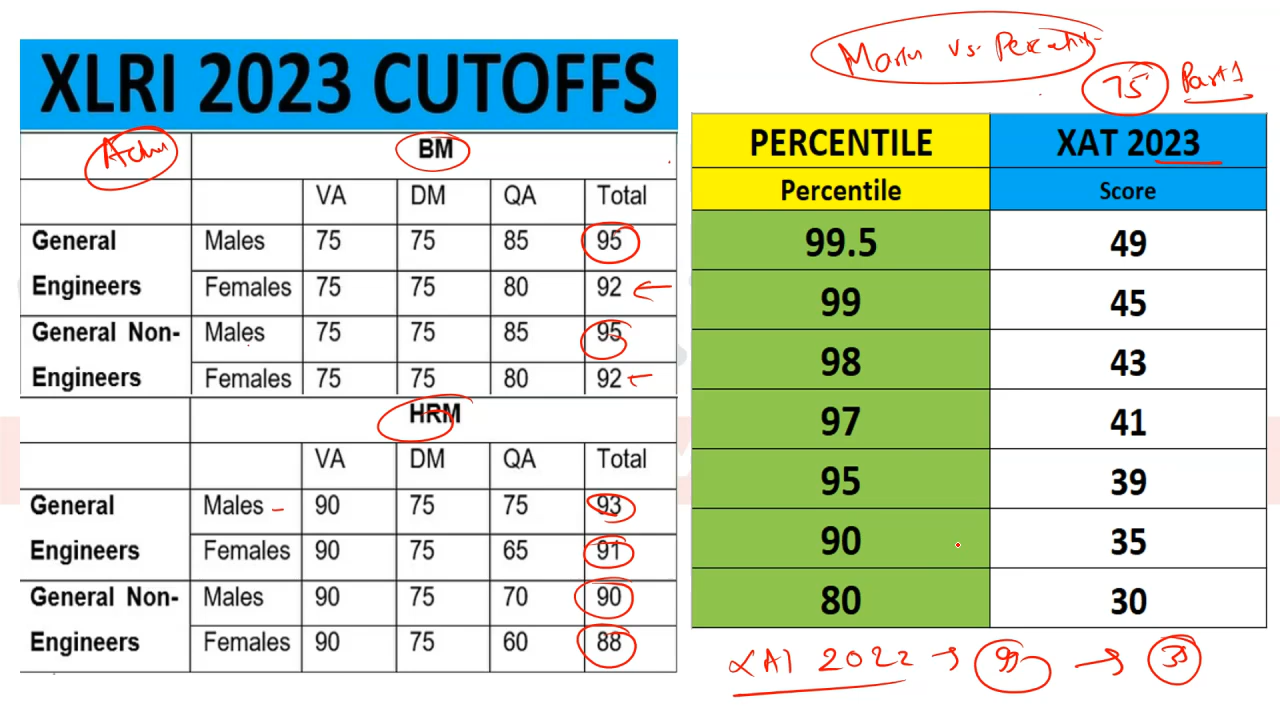 XLRI 2023 CUTOFFS
BM
VA DM QA Total
General Males 75 75 85 95
Engineers Females 75 75 80 92
General Non- Males 75 75 85 95
Engineers Females 75 75 80 92
HRM
VA DM QA Total
General Males 90 75 75 93
Engineers Females 90 75 65 91
General Non- Males 90 75 70 90
Engineers Females 90 75 60 88
Vs. Percentile
75 Part 1
PERCENTILE XAT 2023
Percentile Score
99.5 49
99 45
98 43
97 41
95 39
90 35
80 30
XAT 2022 →